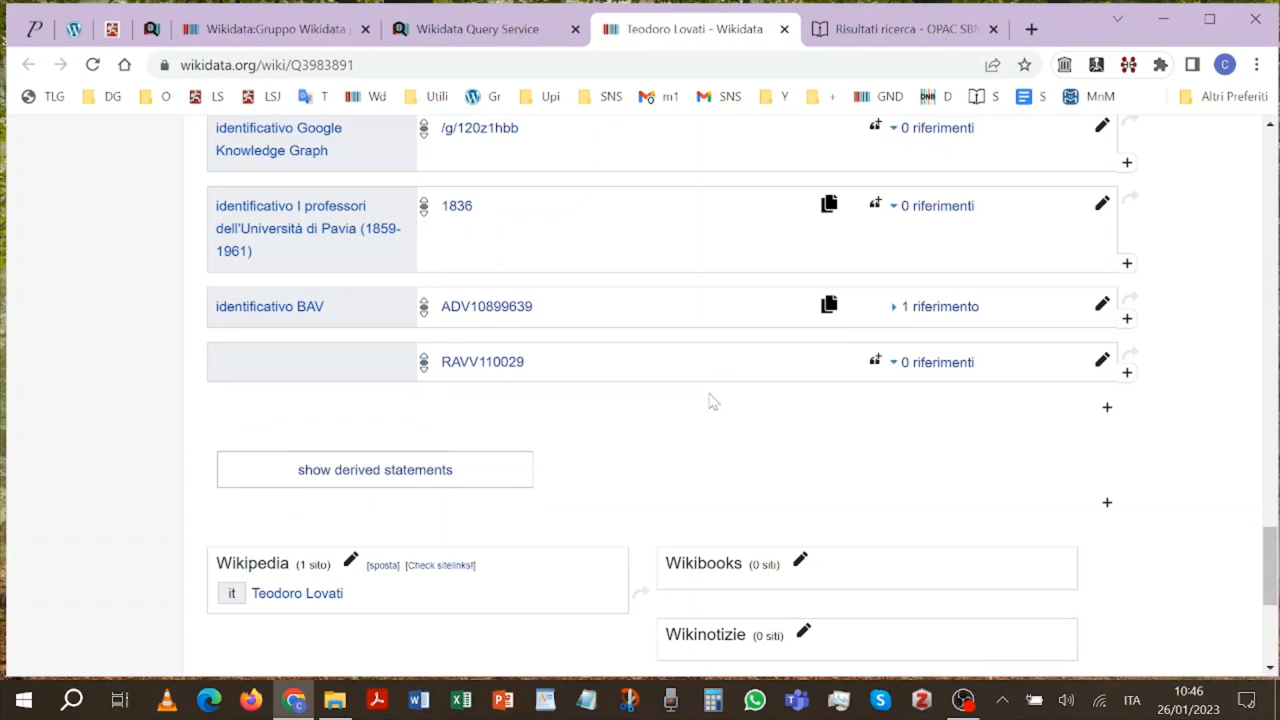 Wikidata:Gruppo Wikidata
Wikidata Query Service
Teodoro Lovati - Wikidata
Risultati ricerca - OPAC SBN
wikidata.org/wiki/Q3983891
C
TLG
DG
O
LS
LSJ
T
Wd
Utili
Gr
Upi
SNS
m1
SNS
Y
+
GND
D
S
S
MnM
Altri Preferiti
identificativo Google
Knowledge Graph
/g/120z1hbb
0 riferimenti
identificativo I professori
dell'Università di Pavia (1859-
1961)
1836
0 riferimenti
identificativo BAV
ADV10899639
1 riferimento
RAVV110029
0 riferimenti
show derived statements
Wikipedia (1 sito) [sposta] [Check sitelinks!]
it Teodoro Lovati
Wikibooks (0 siti)
Wikinotizie (0 siti)
ITA
10:46
26/01/2023